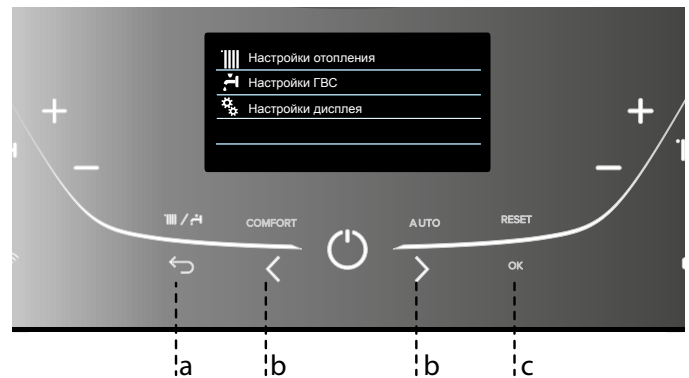 Настройки отопления
Настройки ГВС
Настройки дисплея
+ +
- -
/
COMFORT
AUTO
RESET
OK
a b b c